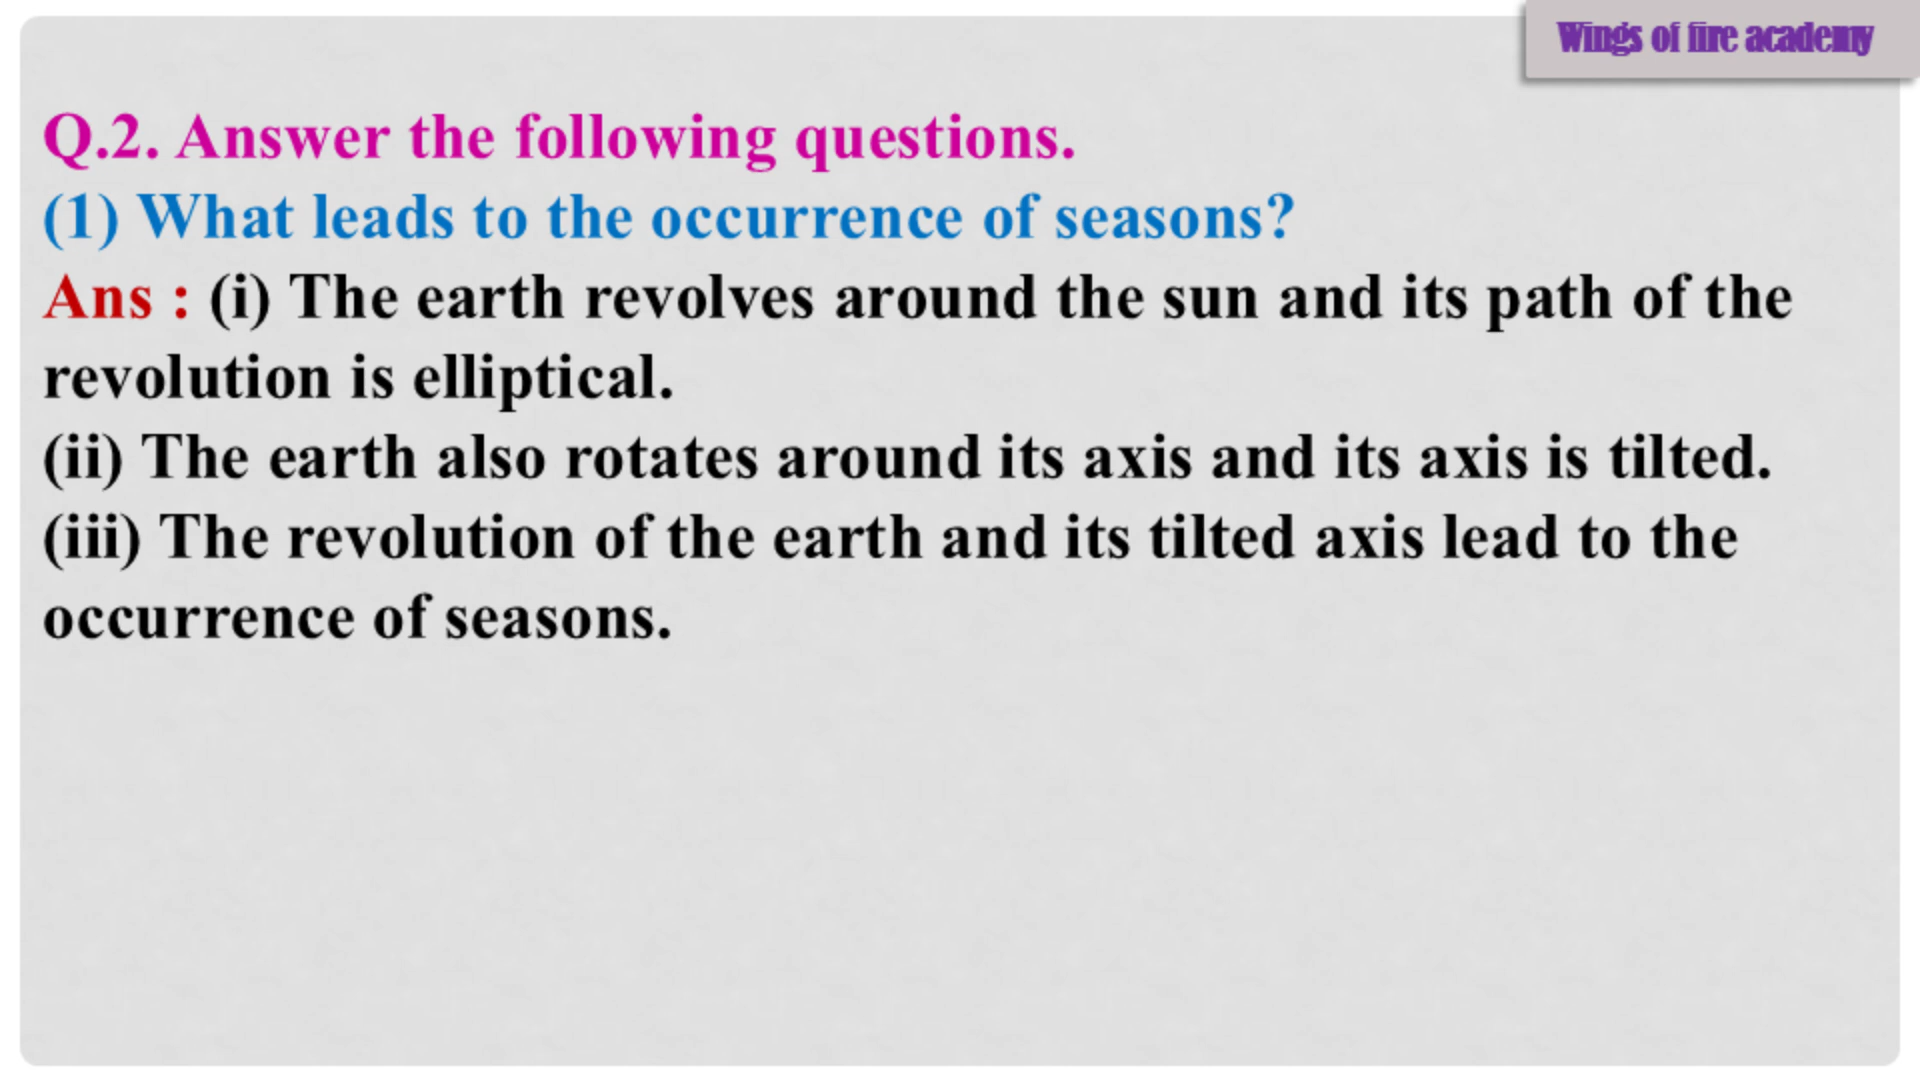 Wings of fire academy
Q.2. Answer the following questions.
(1) What leads to the occurrence of seasons?
Ans : (i) The earth revolves around the sun and its path of the
revolution is elliptical.
(ii) The earth also rotates around its axis and its axis is tilted.
(iii) The revolution of the earth and its tilted axis lead to the
occurrence of seasons.